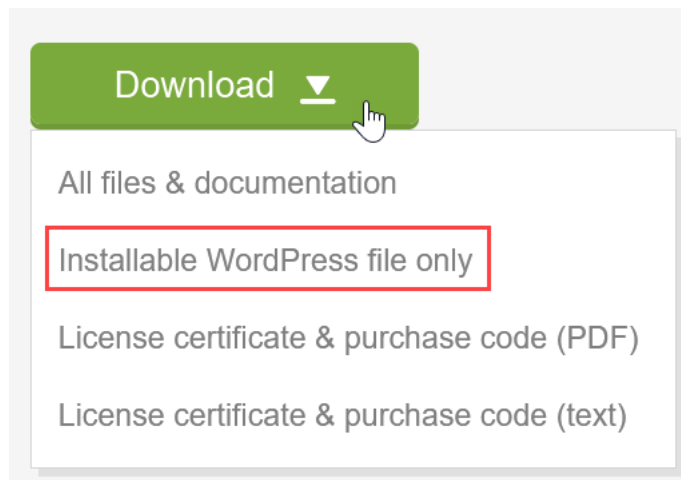 Download
All files & documentation
Installable WordPress file only
License certificate & purchase code (PDF)
License certificate & purchase code (text)